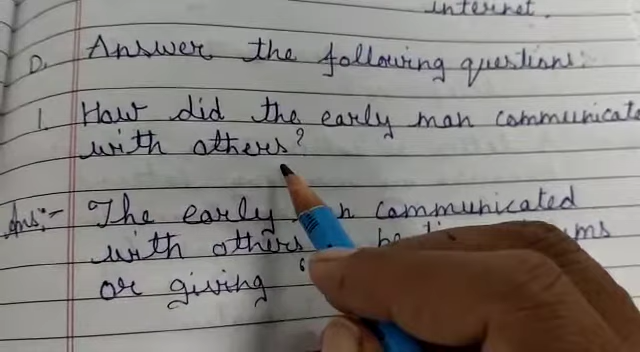 internet.
D. Answer the following questions:
1. How did the early man communicate
with others?
Ans:- The early communicated
with others
or giving